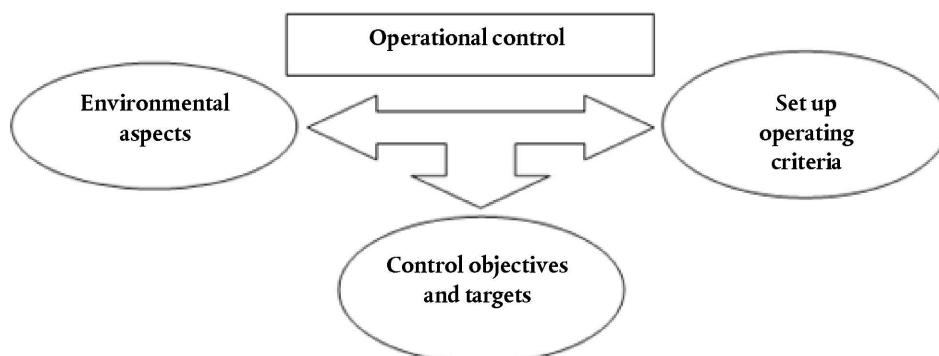 Operational control
Environmental
aspects
Set up
operating
criteria
Control objectives
and targets